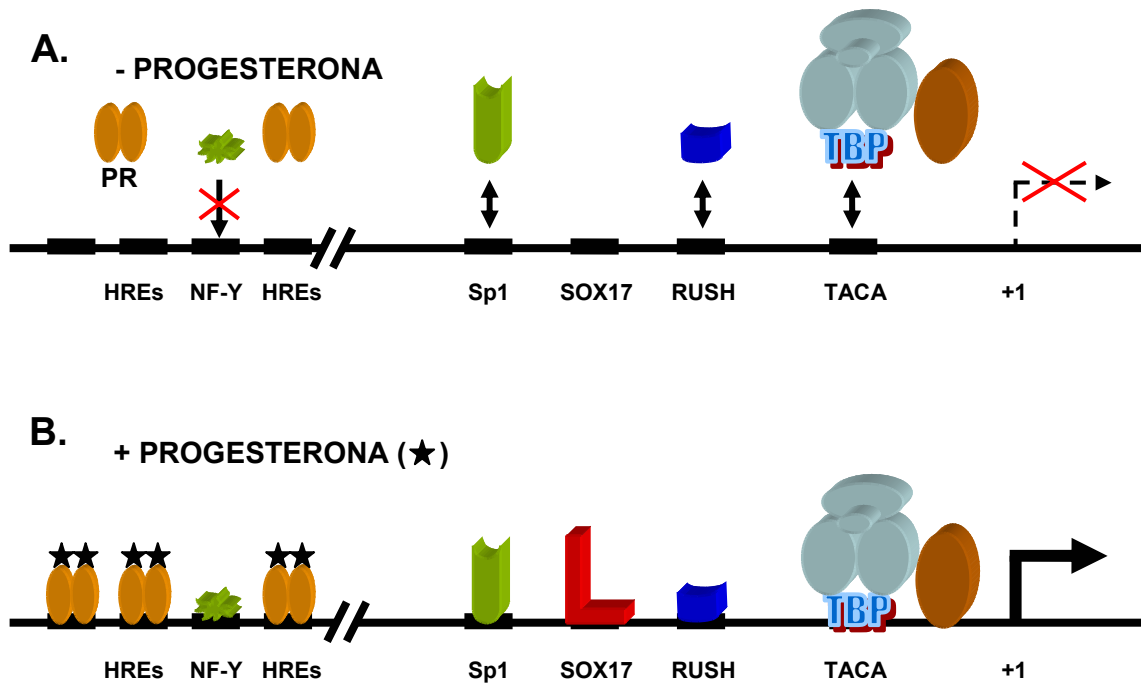 A.
- PROGESTERONA
PR
TBP
HREs NF-Y HREs Sp1 SOX17 RUSH TACA +1
B.
+ PROGESTERONA (★)
TBP
HREs NF-Y HREs Sp1 SOX17 RUSH TACA +1